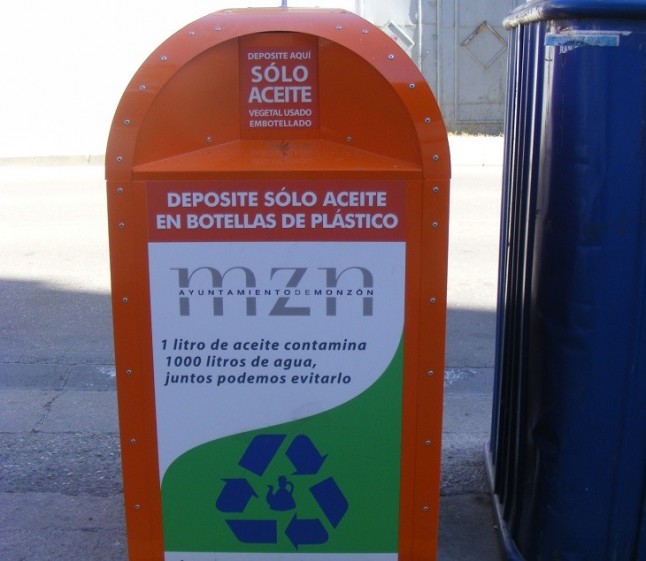 DEPOSITE AQUÍ
SÓLO
ACEITE
VEGETAL USADO
EMBOTELLADO
DEPOSITE SÓLO ACEITE
EN BOTELLAS DE PLÁSTICO
mzn
AYUNTAMIENTODEMONZÓN
1 litro de aceite contamina
1000 litros de agua,
juntos podemos evitarlo